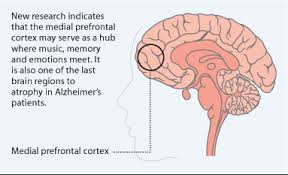 New research indicates
that the medial prefrontal
cortex may serve as a hub
where music, memory
and emotions meet. It
is also one of the last
brain regions to
atrophy in Alzheimer's
patients.
Medial prefrontal cortex